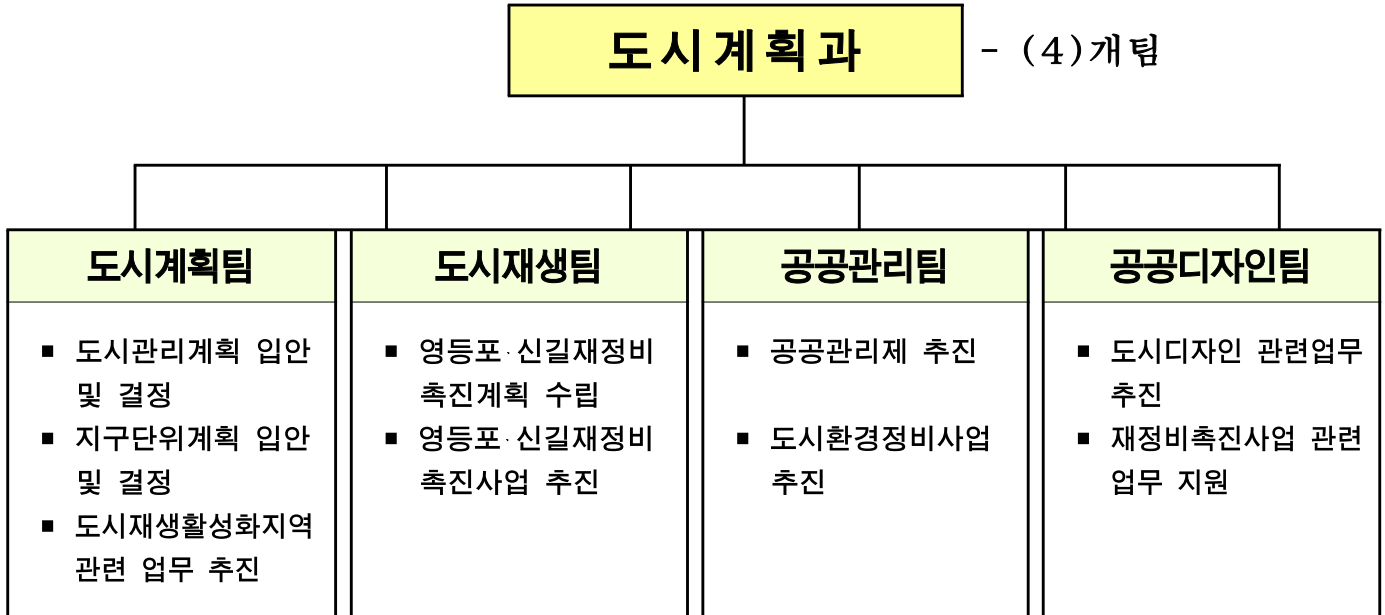 도시계획과 - (4)개팀
도시계획팀
■ 도시관리계획 입안
및 결정
■ 지구단위계획 입안
및 결정
■ 도시재생활성화지역
관련 업무 추진
도시재생팀
■ 영등포·신길재정비
촉진계획 수립
■ 영등포·신길재정비
촉진사업 추진
공공관리팀
■ 공공관리제 추진
■ 도시환경정비사업
추진
공공디자인팀
■ 도시디자인 관련업무
추진
■ 재정비촉진사업 관련
업무 지원